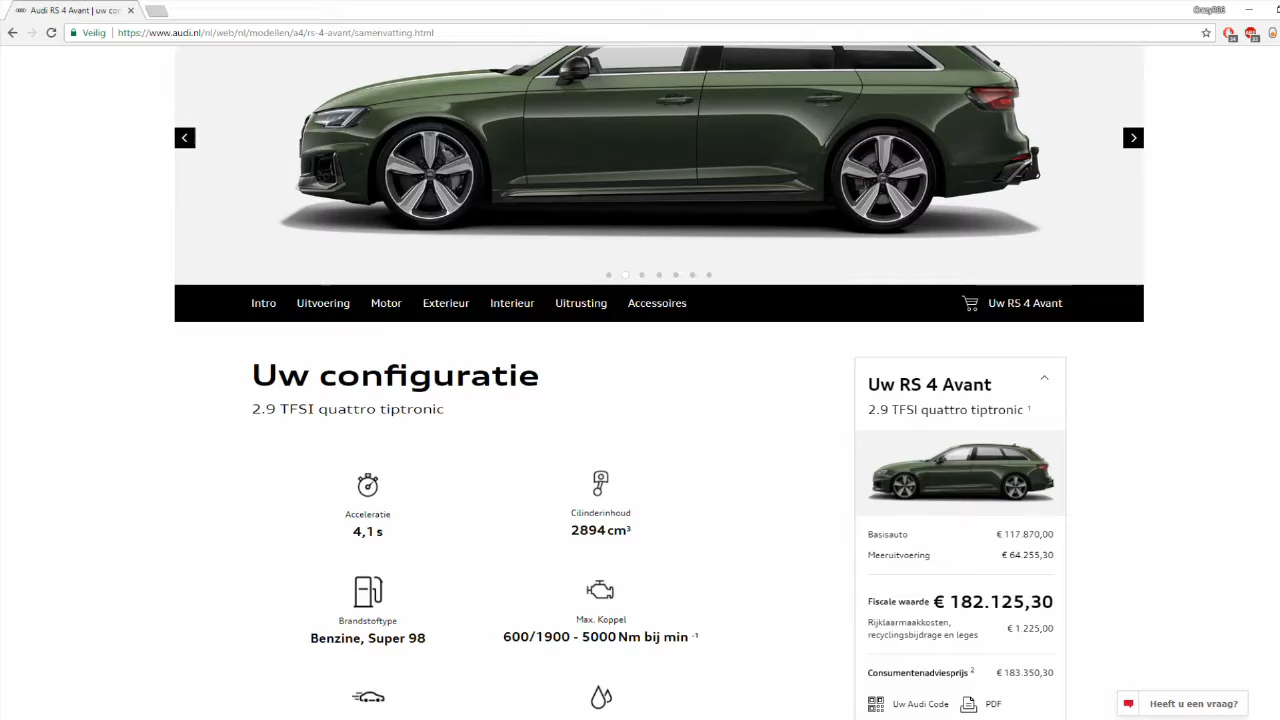 Audi RS 4 Avant | uw con
CrazyRS6
Veilig
https://www.audi.nl/nl/web/nl/modellen/a4/rs-4-avant/samenvatting.html
Intro Uitvoering Motor Exterieur Interieur Uitrusting Accessoires Uw RS 4 Avant
Uw configuratie
2.9 TFSI quattro tiptronic
Acceleratie
4,1 s
Cilinderinhoud
2894 cm³
Brandstoftype
Benzine, Super 98
Max. Koppel
600/1900 - 5000 Nm bij min ⁻¹
Uw RS 4 Avant
2.9 TFSI quattro tiptronic ¹
Basisauto € 117.870,00
Meeruitvoering € 64.255,30
Fiscale waarde € 182.125,30
Rijklaarmaakkosten,
recyclingsbijdrage en leges € 1.225,00
Consumentenadviesprijs ² € 183.350,30
Uw Audi Code PDF
Heeft u een vraag?